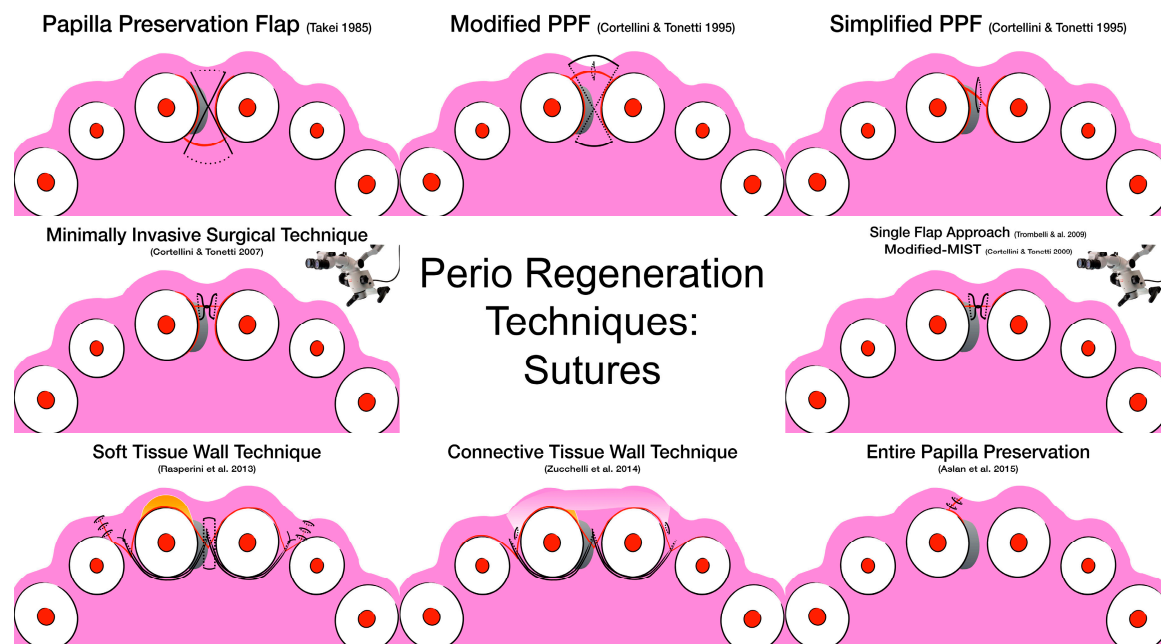 Papilla Preservation Flap (Takei 1985)
Modified PPF (Cortellini & Tonetti 1995)
Simplified PPF (Cortellini & Tonetti 1995)
Minimally Invasive Surgical Technique
(Cortellini & Tonetti 2007)
Perio Regeneration
Techniques:
Sutures
Single Flap Approach (Trombelli & al. 2009)
Modified-MIST (Cortellini & Tonetti 2009)
Soft Tissue Wall Technique
(Rasperini et al. 2013)
Connective Tissue Wall Technique
(Zucchelli et al. 2014)
Entire Papilla Preservation
(Aslan et al. 2015)